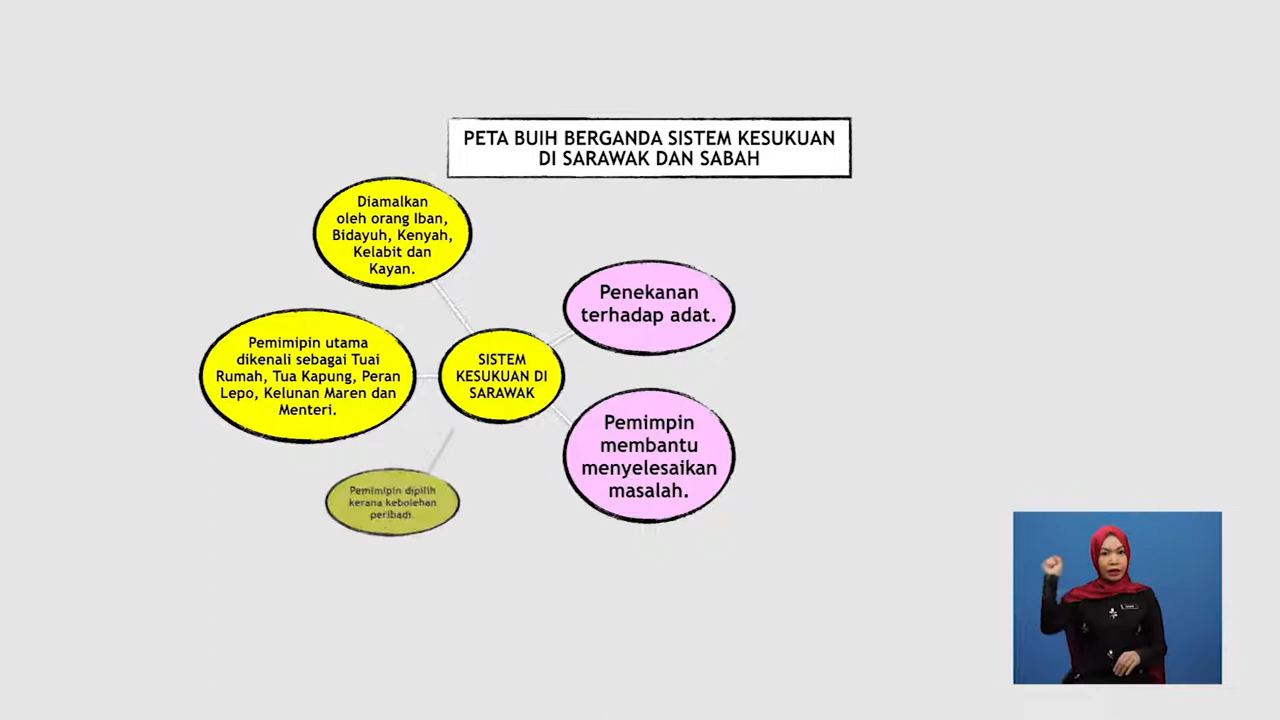 PETA BUIH BERGANDA SISTEM KESUKUAN
DI SARAWAK DAN SABAH
Diamalkan
oleh orang Iban,
Bidayuh, Kenyah,
Kelabit dan
Kayan.
Penekanan
terhadap adat.
Pemimipin utama
dikenali sebagai Tuai
Rumah, Tua Kapung, Peran
Lepo, Kelunan Maren dan
Menteri.
SISTEM
KESUKUAN DI
SARAWAK
Pemimpin
membantu
menyelesaikan
masalah.
Pemimipin dipilih
kerana kebolehan
peribadi.